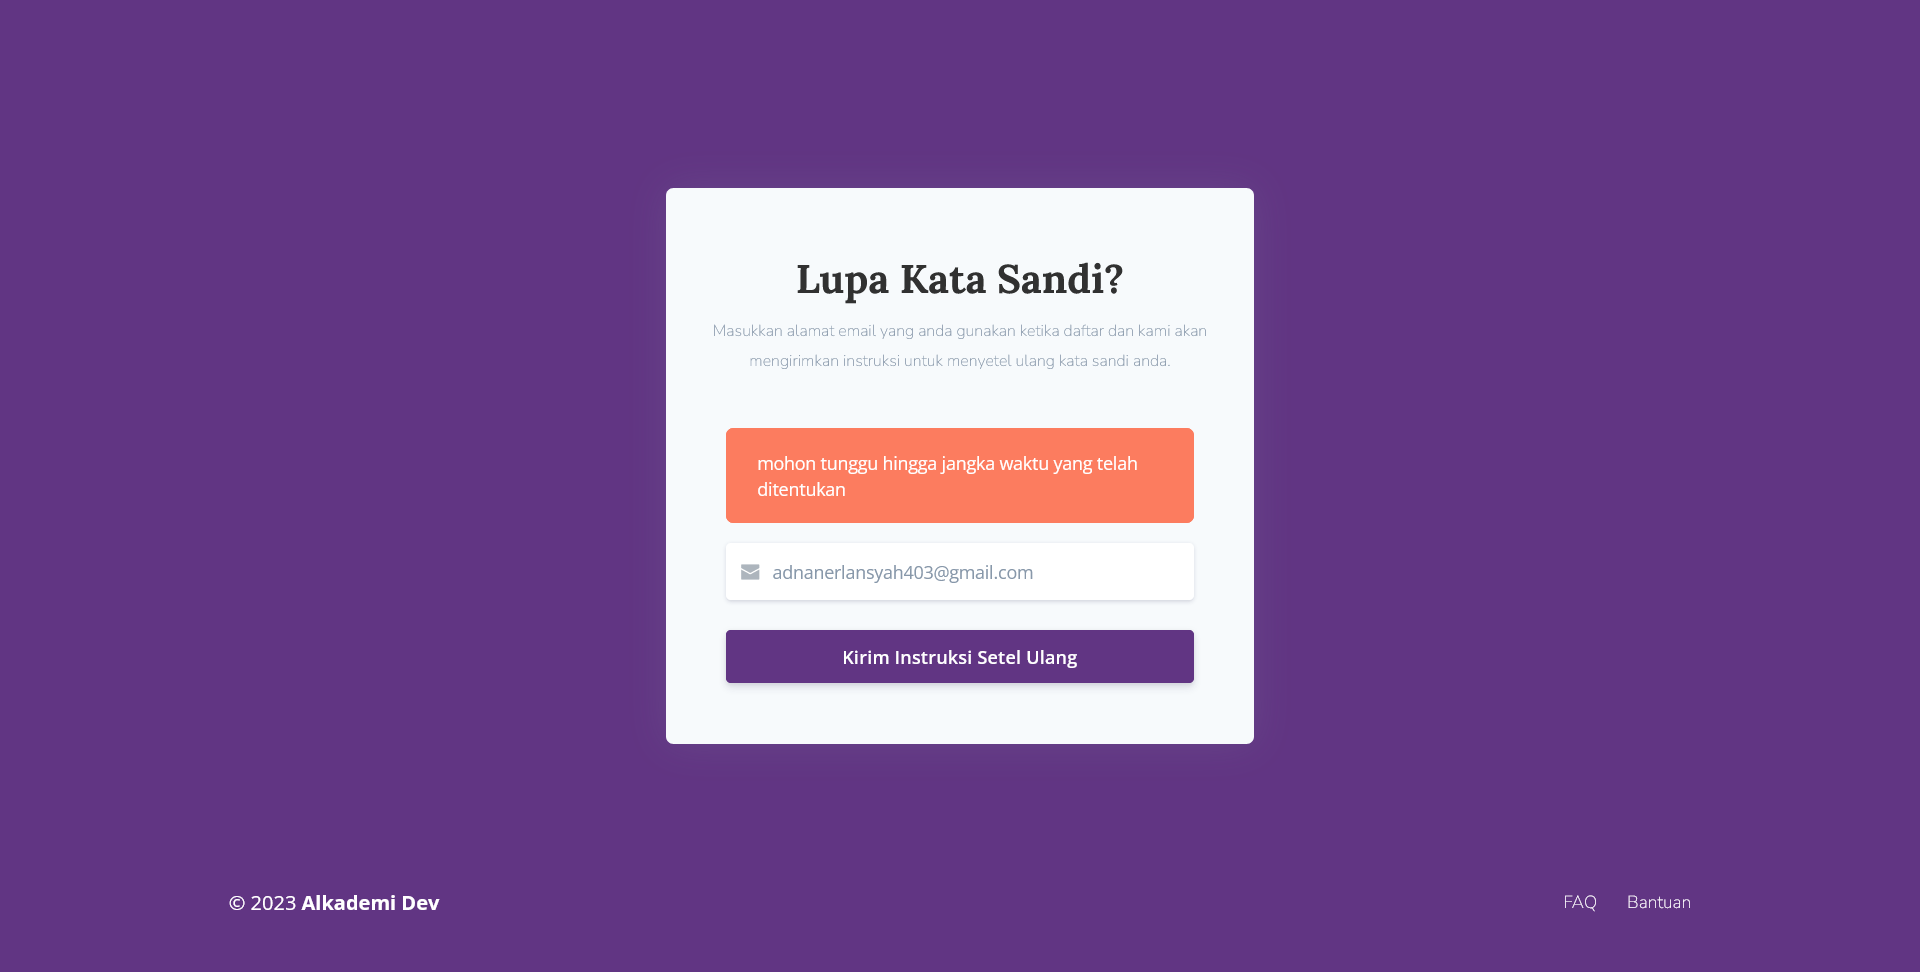 Lupa Kata Sandi?
Masukkan alamat email yang anda gunakan ketika daftar dan kami akan
mengirimkan instruksi untuk menyetel ulang kata sandi anda.
mohon tunggu hingga jangka waktu yang telah
ditentukan
adnanerlansyah403@gmail.com
Kirim Instruksi Setel Ulang
© 2023 Alkademi Dev
FAQ Bantuan